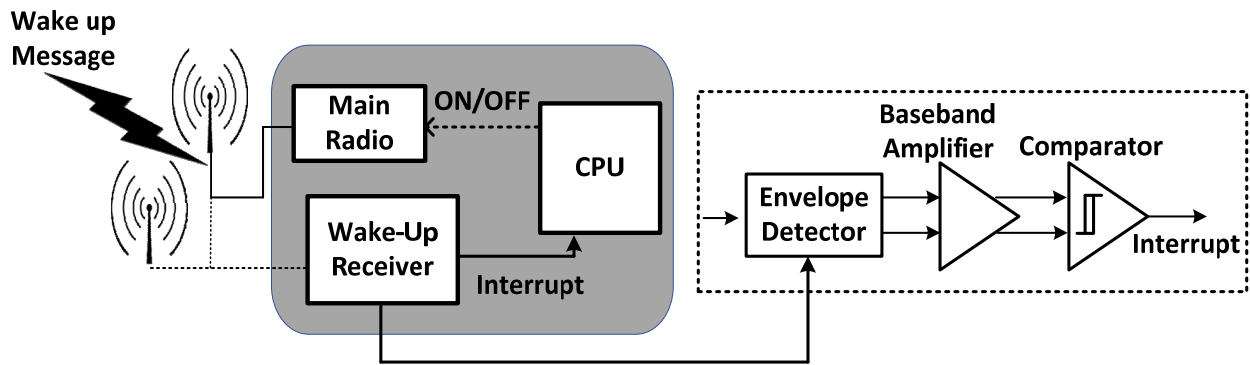 Wake up
Message
Main
Radio
ON/OFF
CPU
Wake-Up
Receiver
Interrupt
Baseband
Amplifier
Comparator
Envelope
Detector
Interrupt